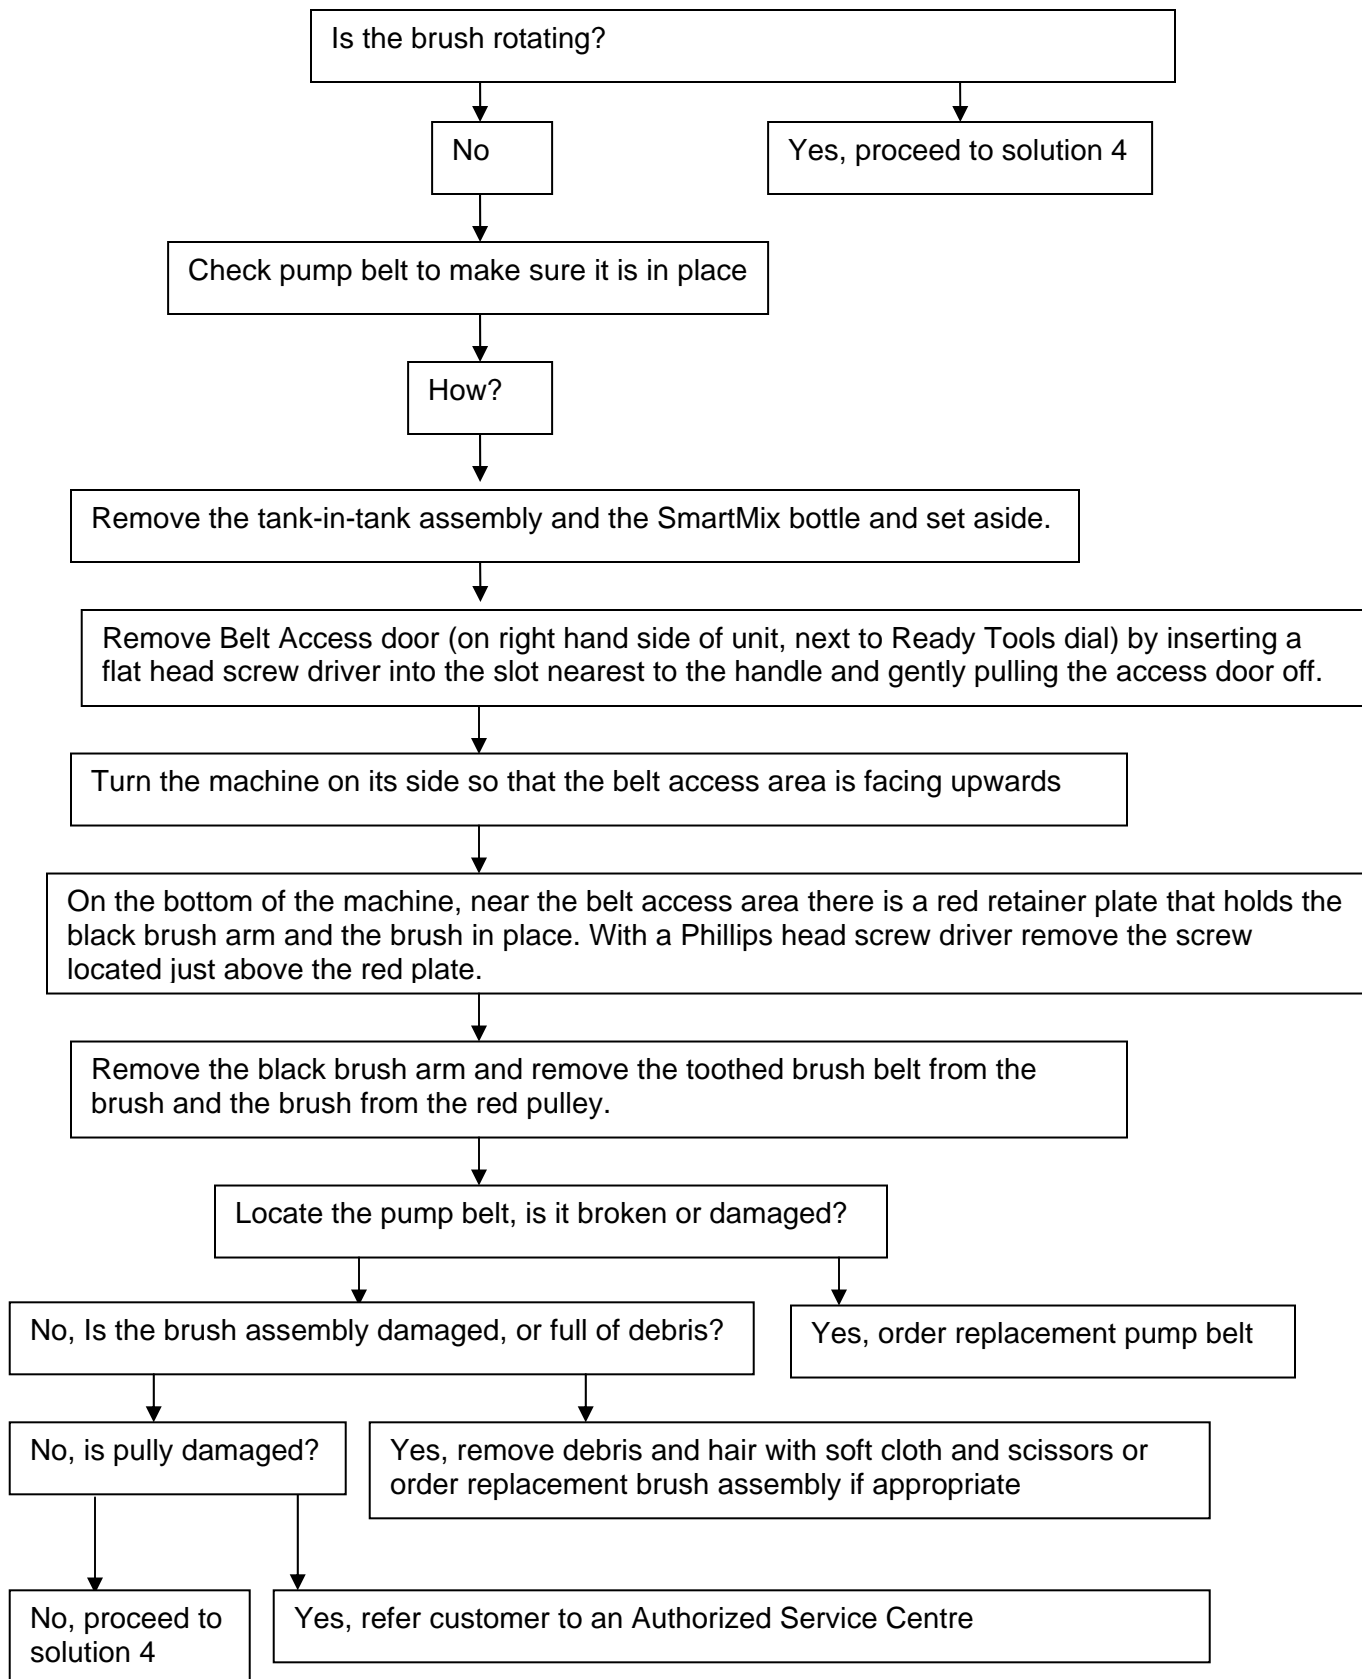 Is the brush rotating?
No
Yes, proceed to solution 4
Check pump belt to make sure it is in place
How?
Remove the tank-in-tank assembly and the SmartMix bottle and set aside.
Remove Belt Access door (on right hand side of unit, next to Ready Tools dial) by inserting a
flat head screw driver into the slot nearest to the handle and gently pulling the access door off.
Turn the machine on its side so that the belt access area is facing upwards
On the bottom of the machine, near the belt access area there is a red retainer plate that holds the
black brush arm and the brush in place. With a Phillips head screw driver remove the screw
located just above the red plate.
Remove the black brush arm and remove the toothed brush belt from the
brush and the brush from the red pulley.
Locate the pump belt, is it broken or damaged?
No, Is the brush assembly damaged, or full of debris?
Yes, order replacement pump belt
No, is pully damaged?
Yes, remove debris and hair with soft cloth and scissors or
order replacement brush assembly if appropriate
No, proceed to
solution 4
Yes, refer customer to an Authorized Service Centre